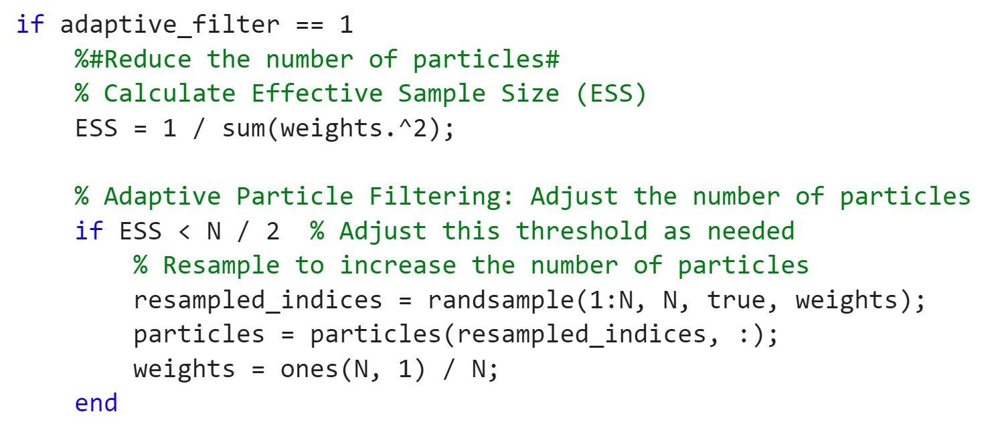 if adaptive_filter == 1
    %#Reduce the number of particles#
    % Calculate Effective Sample Size (ESS)
    ESS = 1 / sum(weights.^2);

    % Adaptive Particle Filtering: Adjust the number of particles
    if ESS < N / 2  % Adjust this threshold as needed
        % Resample to increase the number of particles
        resampled_indices = randsample(1:N, N, true, weights);
        particles = particles(resampled_indices, :);
        weights = ones(N, 1) / N;
    end